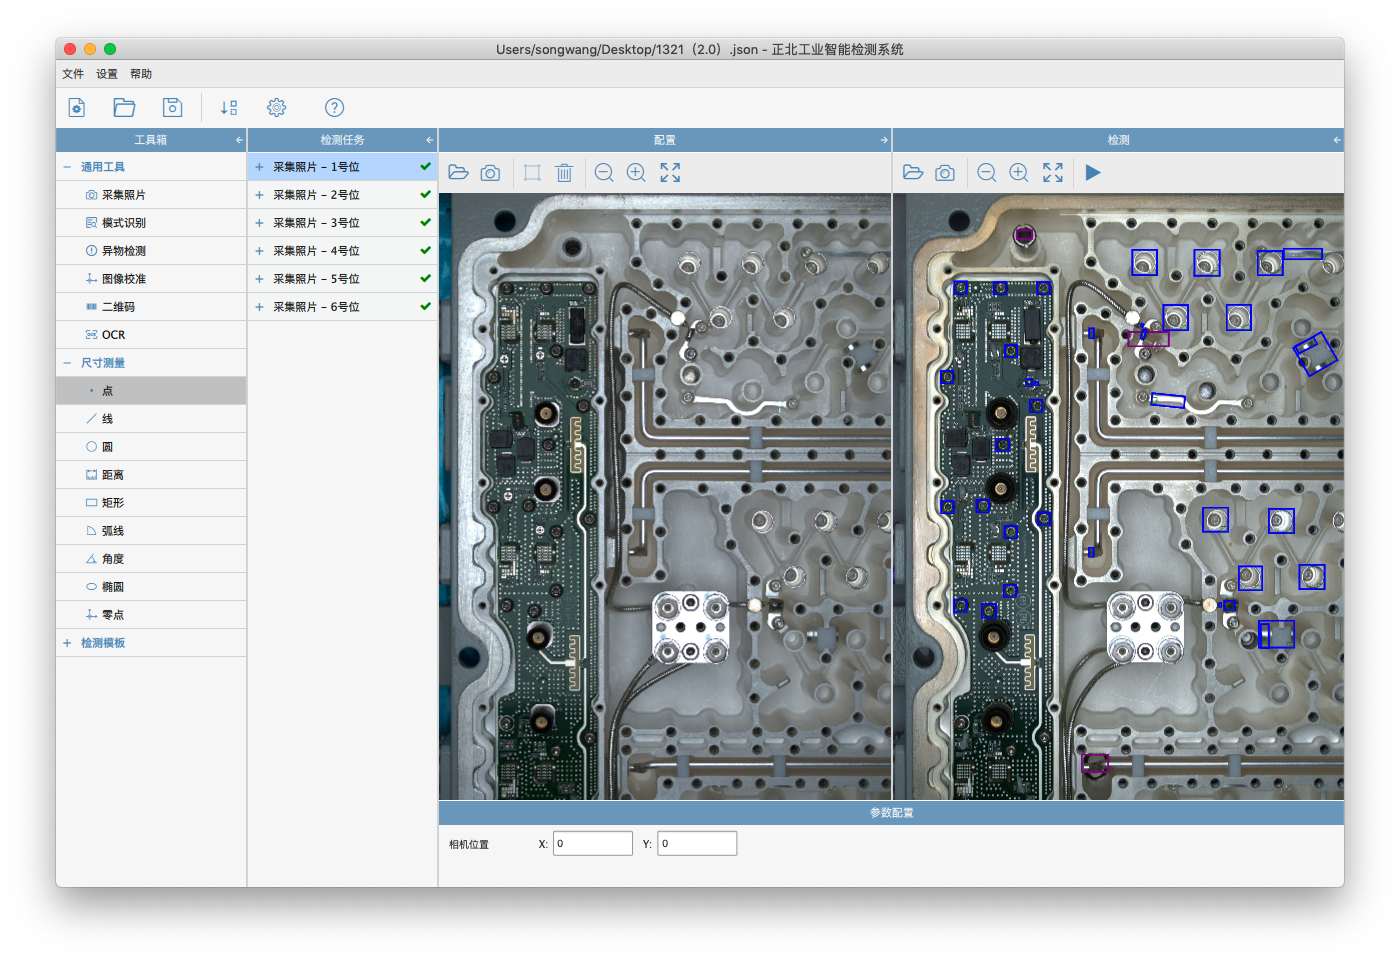 Users/songwang/Desktop/1321（2.0）.json - 正北工业智能检测系统
文件 设置 帮助
工具箱
检测任务
配置
检测
通用工具
采集照片
模式识别
异物检测
图像校准
二维码
OCR
尺寸测量
点
线
圆
距离
矩形
弧线
角度
椭圆
零点
检测模板
采集照片 – 1号位
采集照片 – 2号位
采集照片 – 3号位
采集照片 – 4号位
采集照片 – 5号位
采集照片 – 6号位
参数配置
相机位置 X: 0 Y: 0